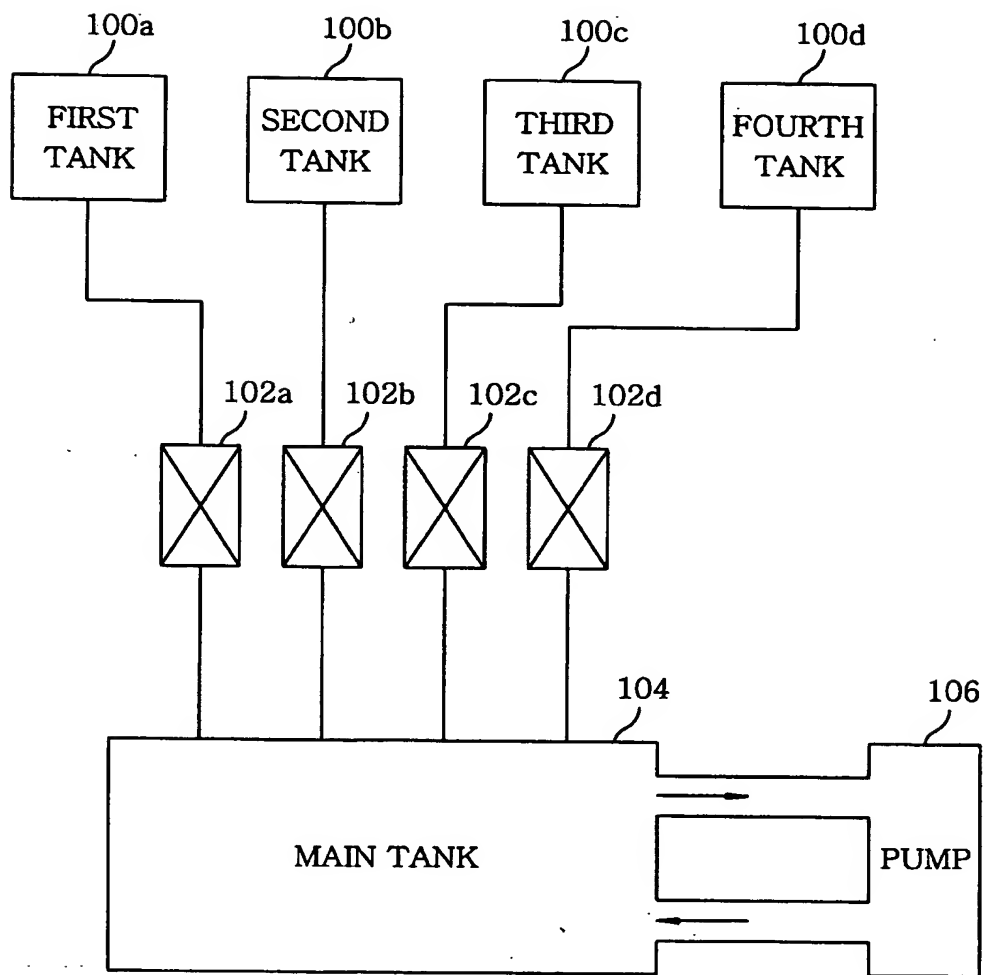 100a
100b
100c
100d
FIRST
TANK
SECOND
TANK
THIRD
TANK
FOURTH
TANK
102a
102b
102c
102d
104
106
MAIN TANK
PUMP